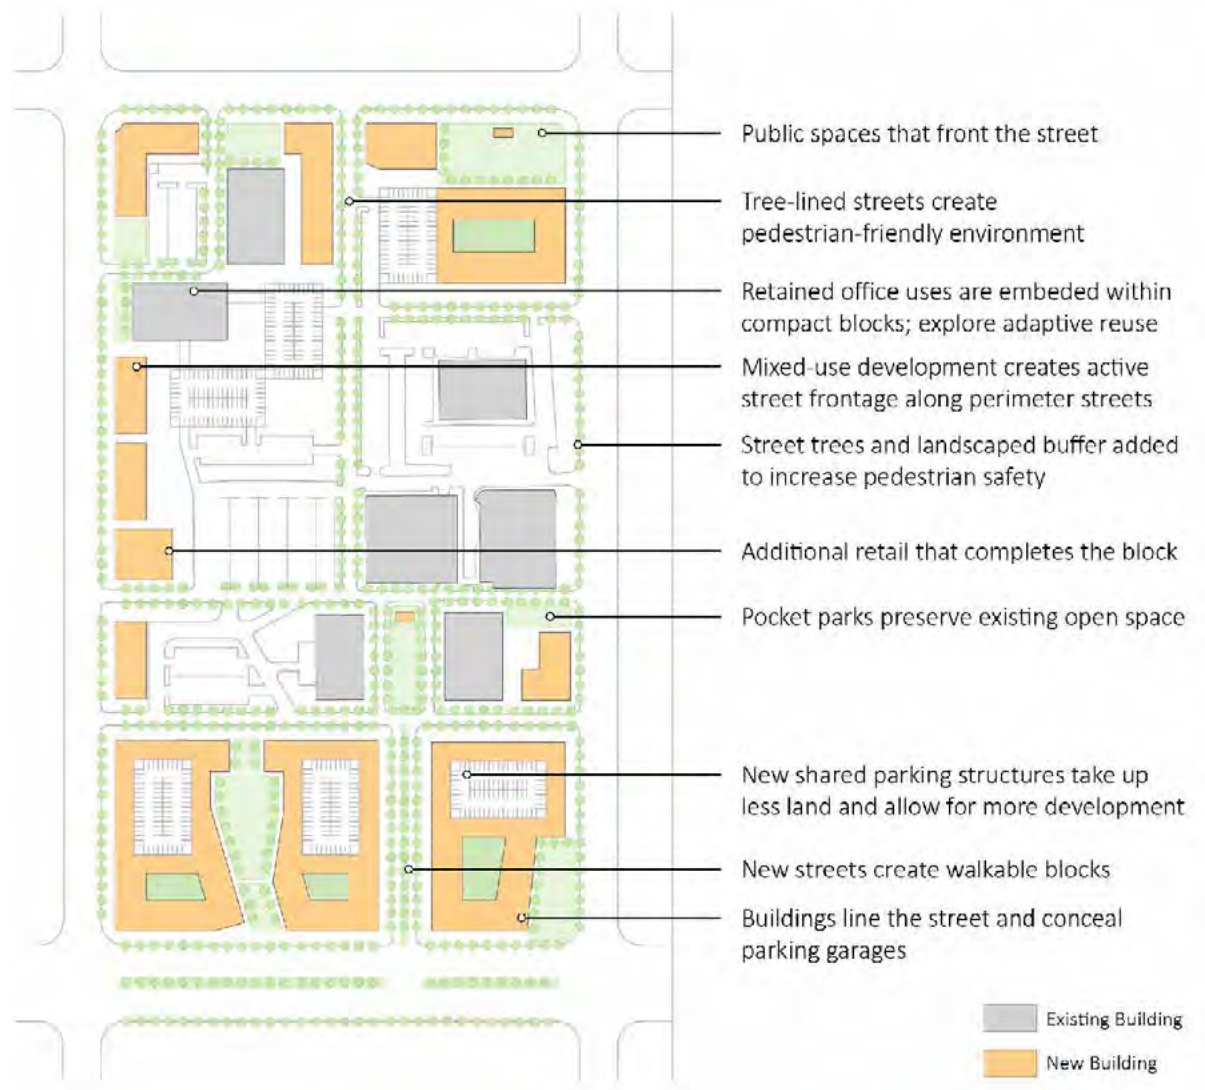 Public spaces that front the street
Tree-lined streets create
pedestrian-friendly environment
Retained office uses are embeded within
compact blocks; explore adaptive reuse
Mixed-use development creates active
street frontage along perimeter streets
Street trees and landscaped buffer added
to increase pedestrian safety
Additional retail that completes the block
Pocket parks preserve existing open space
New shared parking structures take up
less land and allow for more development
New streets create walkable blocks
Buildings line the street and conceal
parking garages
Existing Building
New Building